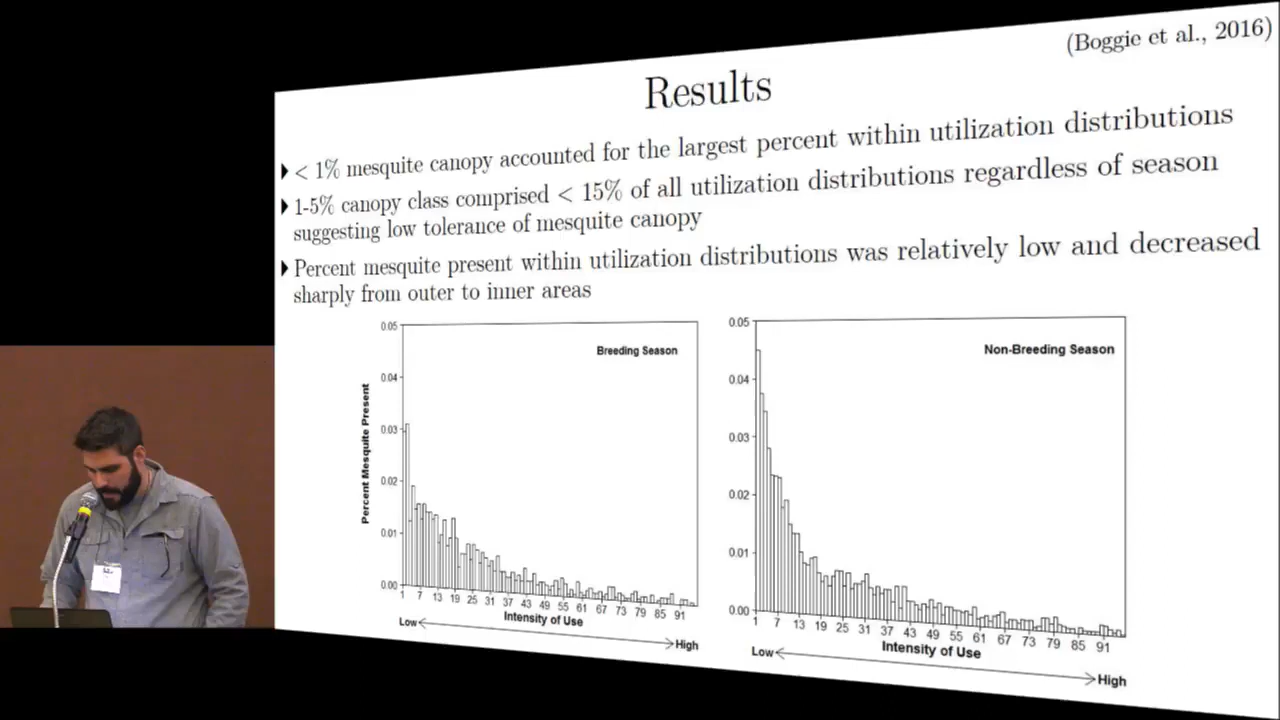 (Boggie et al., 2016)
Results
< 1% mesquite canopy accounted for the largest percent within utilization distributions
1-5% canopy class comprised < 15% of all utilization distributions regardless of season
suggesting low tolerance of mesquite canopy
Percent mesquite present within utilization distributions was relatively low and decreased
sharply from outer to inner areas
Breeding Season
Percent Mesquite Present
0.05
0.04
0.03
0.02
0.01
0.00
1 7 13 19 25 31 37 43 49 55 61 67 73 79 85 91
Intensity of Use
Low High
Non-Breeding Season
0.05
0.04
0.03
0.02
0.01
0.00
1 7 13 19 25 31 37 43 49 55 61 67 73 79 85 91
Intensity of Use
Low High